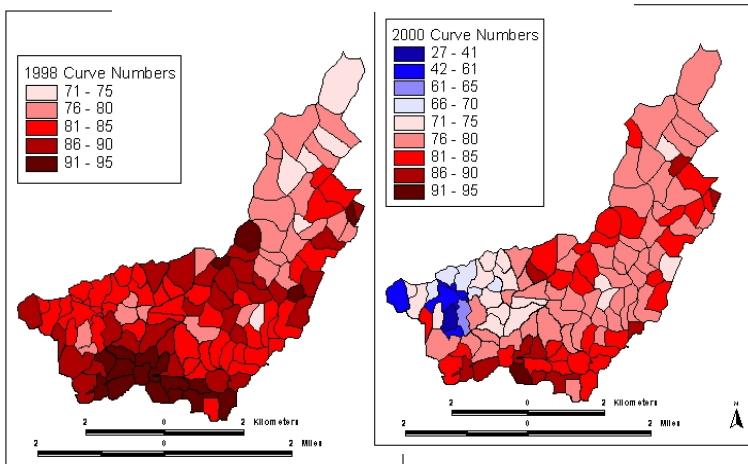 1998 Curve Numbers
71 - 75
76 - 80
81 - 85
86 - 90
91 - 95
2 0 2 Kilometers
2 0 2 Miles
2000 Curve Numbers
27 - 41
42 - 61
61 - 65
66 - 70
71 - 75
76 - 80
81 - 85
86 - 90
91 - 95
2 0 2 Kilometers
2 0 2 Miles
N